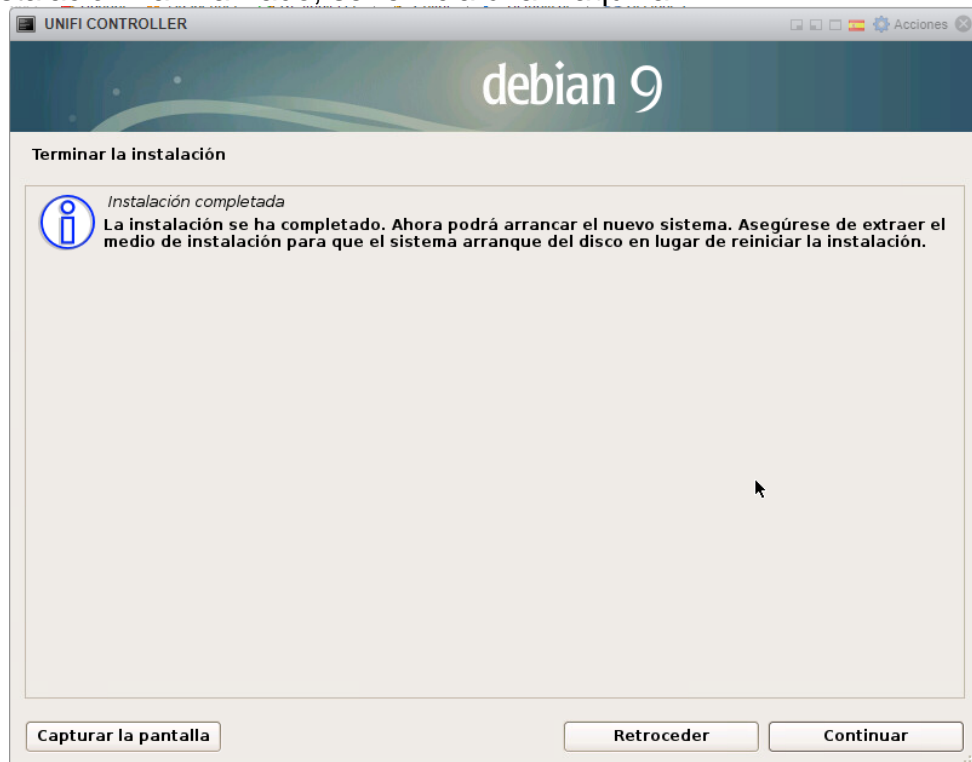 UNIFI CONTROLLER Acciones
debian 9
Terminar la instalación
Instalación completada
La instalación se ha completado. Ahora podrá arrancar el nuevo sistema. Asegúrese de extraer el
medio de instalación para que el sistema arranque del disco en lugar de reiniciar la instalación.
Capturar la pantalla Retroceder Continuar